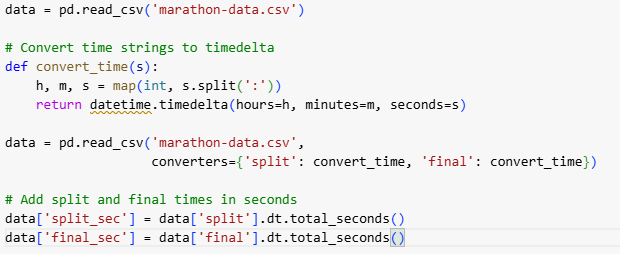 data = pd.read_csv('marathon-data.csv')
# Convert time strings to timedelta
def convert_time(s):
    h, m, s = map(int, s.split(':'))
    return datetime.timedelta(hours=h, minutes=m, seconds=s)
data = pd.read_csv('marathon-data.csv',
                   converters={'split': convert_time, 'final': convert_time})
# Add split and final times in seconds
data['split_sec'] = data['split'].dt.total_seconds()
data['final_sec'] = data['final'].dt.total_seconds()